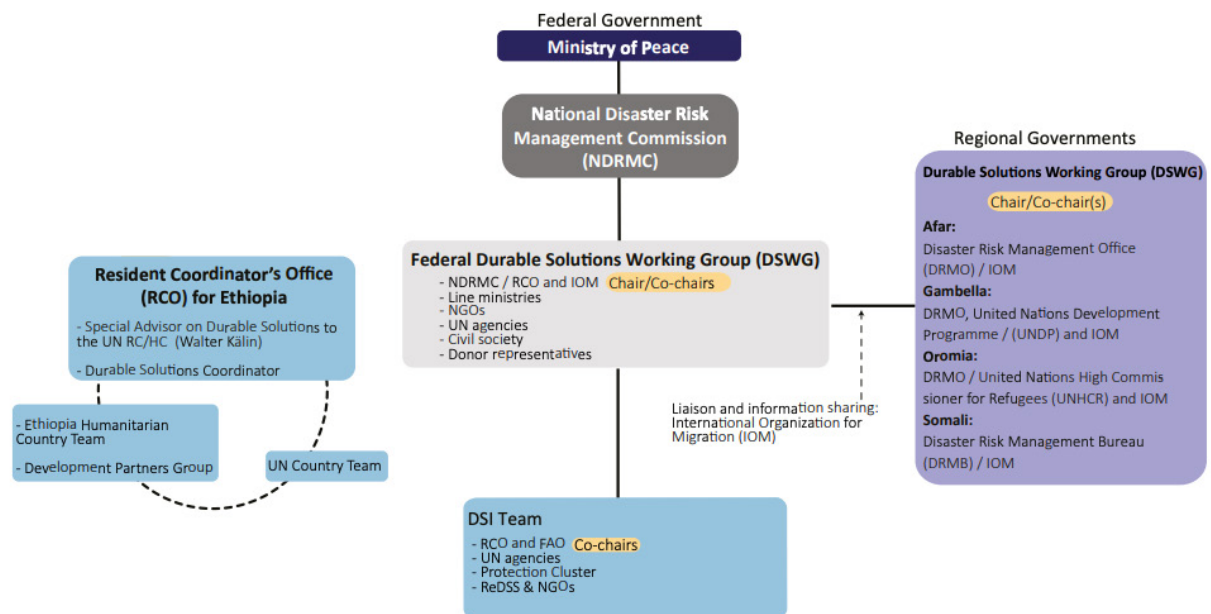 Federal Government
Ministry of Peace
National Disaster Risk
Management Commission
(NDRMC)
Federal Durable Solutions Working Group (DSWG)
- NDRMC / RCO and IOM Chair/Co-chairs
- Line ministries
- NGOs
- UN agencies
- Civil society
- Donor representatives
Resident Coordinator's Office
(RCO) for Ethiopia
- Special Advisor on Durable Solutions to
the UN RC/HC (Walter Kälin)
- Durable Solutions Coordinator
- Ethiopia Humanitarian
Country Team
- Development Partners Group
UN Country Team
Liaison and information sharing:
International Organization for
Migration (IOM)
Regional Governments
Durable Solutions Working Group (DSWG)
Chair/Co-chair(s)
Afar:
Disaster Risk Management Office
(DRMO) / IOM
Gambella:
DRMO, United Nations Development
Programme / (UNDP) and IOM
Oromia:
DRMO / United Nations High Commis
sioner for Refugees (UNHCR) and IOM
Somali:
Disaster Risk Management Bureau
(DRMB) / IOM
DSI Team
- RCO and FAO Co-chairs
- UN agencies
- Protection Cluster
- ReDSS & NGOs